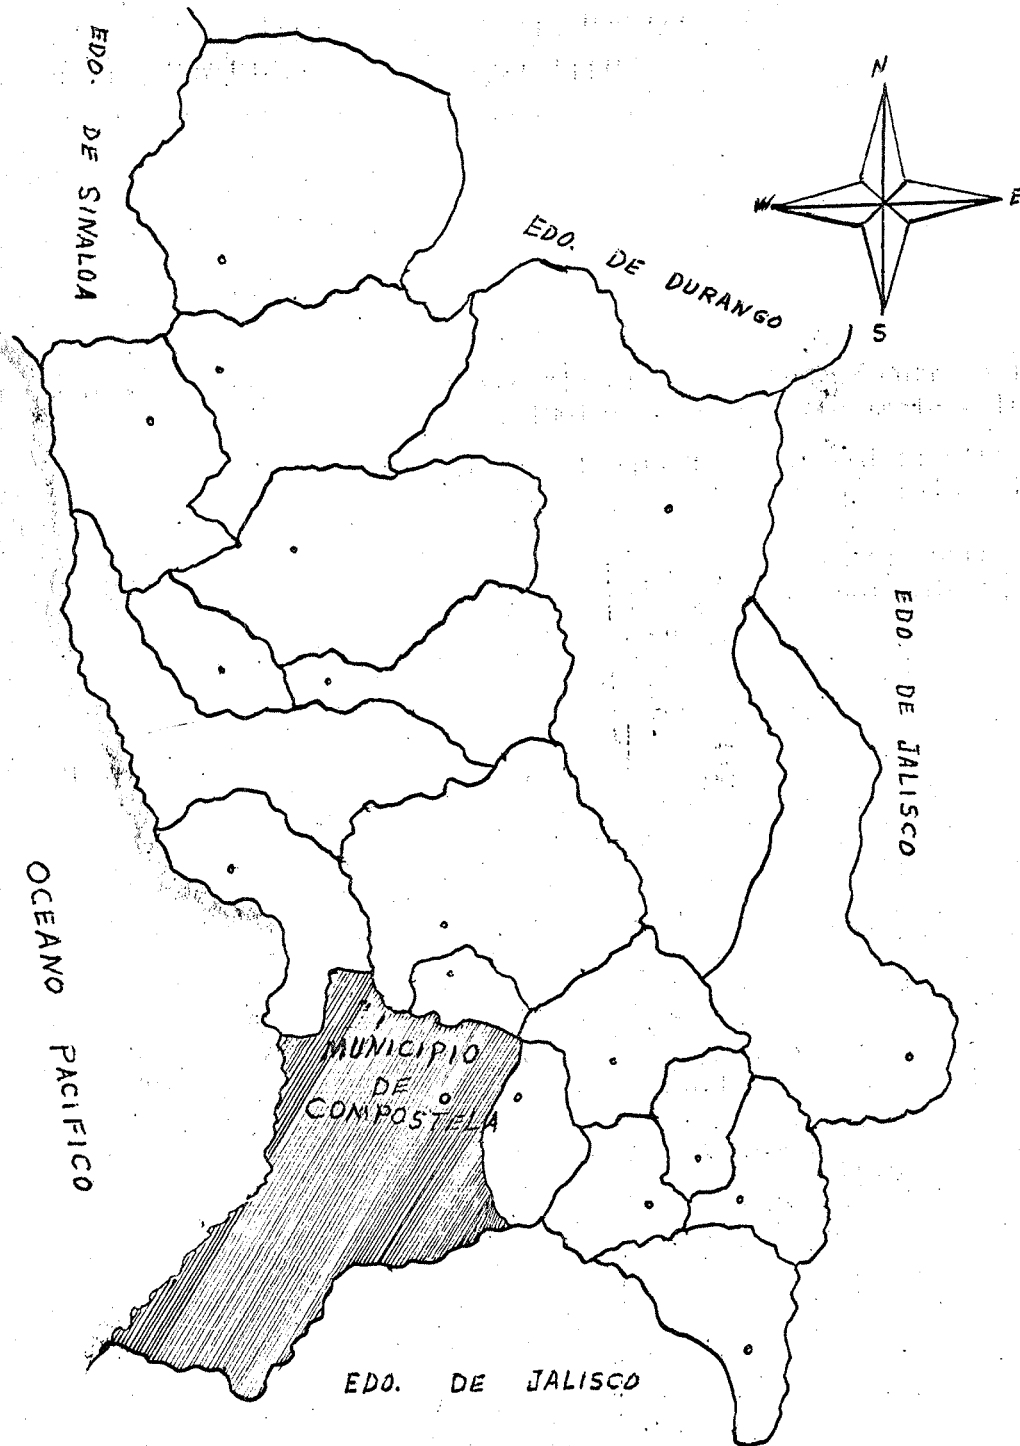 EDO. DE SINALOA
N
W
E
S
EDO. DE DURANGO
EDO. DE JALISCO
OCEANO PACIFICO
MUNICIPIO
DE
COMPOSTELA
EDO. DE JALISCO